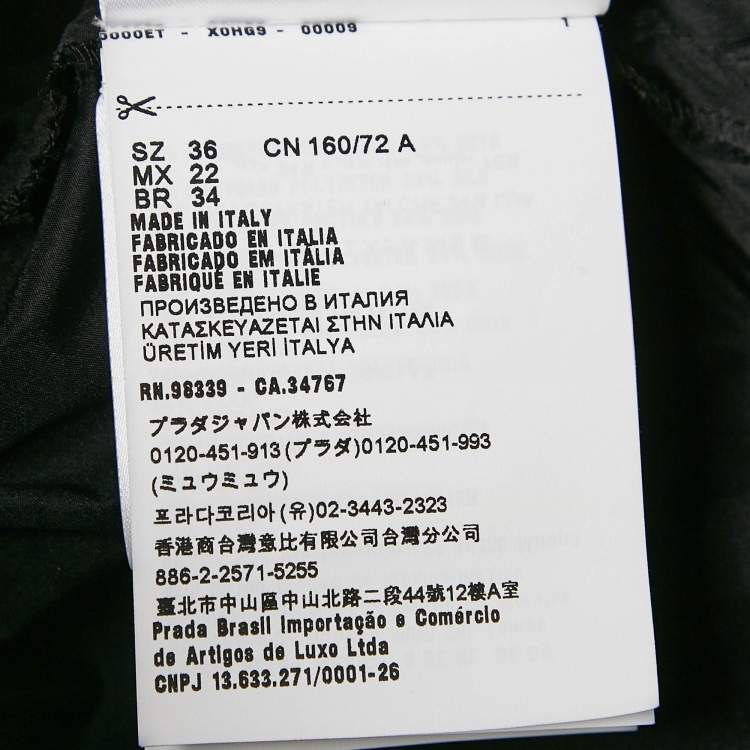 5000ET - X0HG9 - 00009 1
SZ 36 CN 160/72 A
MX 22
BR 34
MADE IN ITALY
FABRICADO EN ITALIA
FABRICADO EM ITÁLIA
FABRIQUÉ EN ITALIE
ПРОИЗВЕДЕНО В ИТАЛИЯ
ΚΑΤΑΣΚΕΥΑΖΕΤΑΙ ΣΤΗΝ ΙΤΑΛΙΑ
ÜRETİM YERİ İTALYA
RN.98339 - CA.34767
プラダジャパン株式会社
0120-451-913(プラダ)0120-451-993
(ミュウミュウ)
프라다코리아(유)02-3443-2323
香港商台灣意比有限公司台灣分公司
886-2-2571-5255
臺北市中山區中山北路二段44號12樓A室
Prada Brasil Importação e Comércio
de Artigos de Luxo Ltda
CNPJ 13.633.271/0001-26